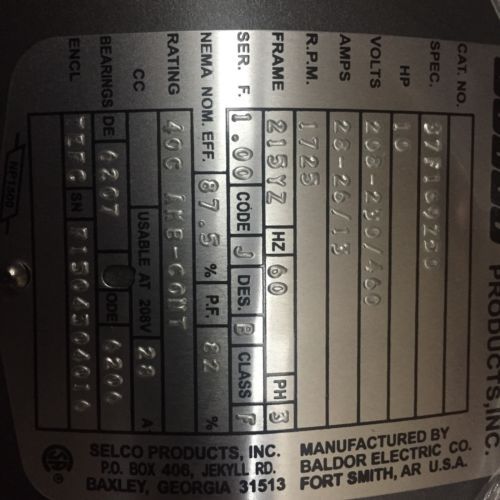 PRODUCTS, INC.
CAT. NO.
SPEC. 37F189Z50
HP 10
VOLTS 208-230/460
AMPS 28-26/13
R.P.M. 1725
FRAME 215YZ HZ 60 PH 3
SER. F. 1.00 CODE J DES. B CLASS F
NEMA NOM. EFF. 87.5 % P.F. 82 %
RATING 40C AMB-CONT
CC USABLE AT 208V 28 A
BEARINGS DE 6207 ODE 6206
ENCL TEFC SN
NP1500
SELCO PRODUCTS, INC.
P.O. BOX 406, JEKYLL RD.
BAXLEY, GEORGIA 31513
MANUFACTURED BY
BALDOR ELECTRIC CO.
FORT SMITH, AR U.S.A.